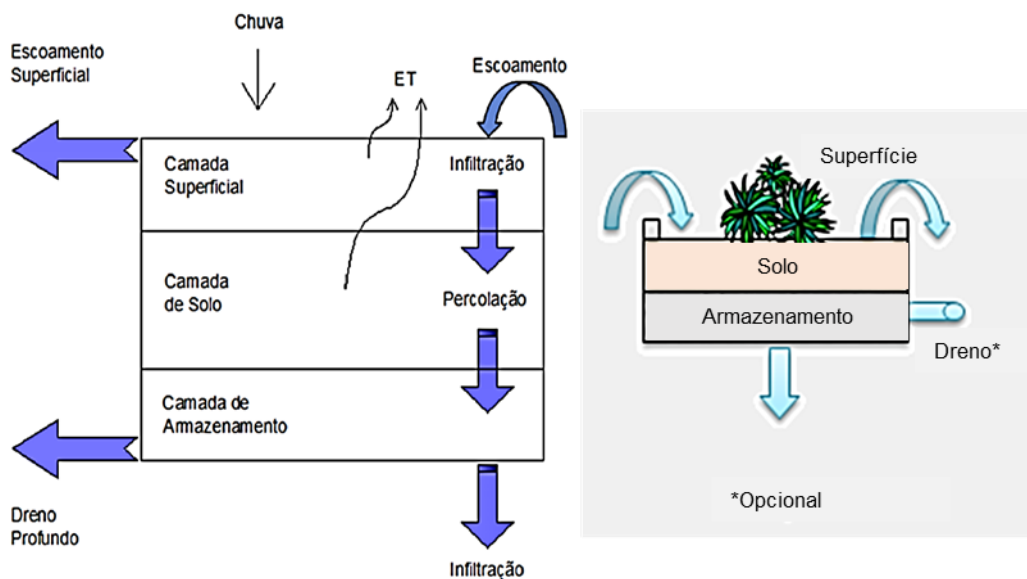 Chuva
Escoamento
Superficial
ET
Escoamento
Camada
Superficial
Infiltração
Camada
de Solo
Percolação
Camada de
Armazenamento
Dreno
Profundo
Infiltração
Superfície
Solo
Armazenamento
Dreno*
*Opcional